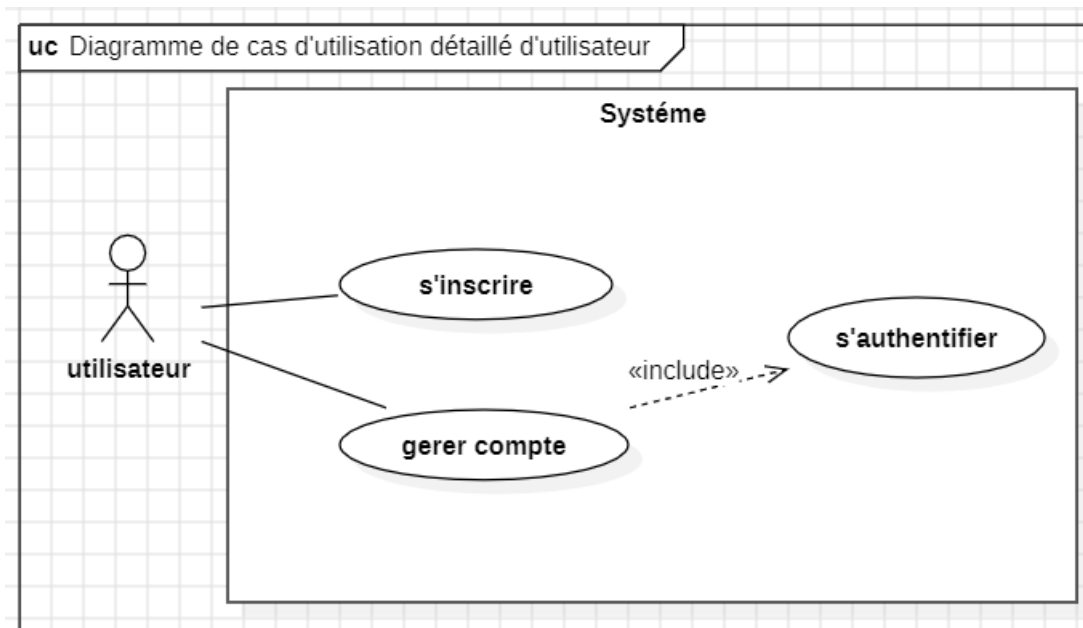 uc Diagramme de cas d'utilisation détaillé d'utilisateur
Systéme
s'inscrire
s'authentifier
utilisateur
«include»
gerer compte